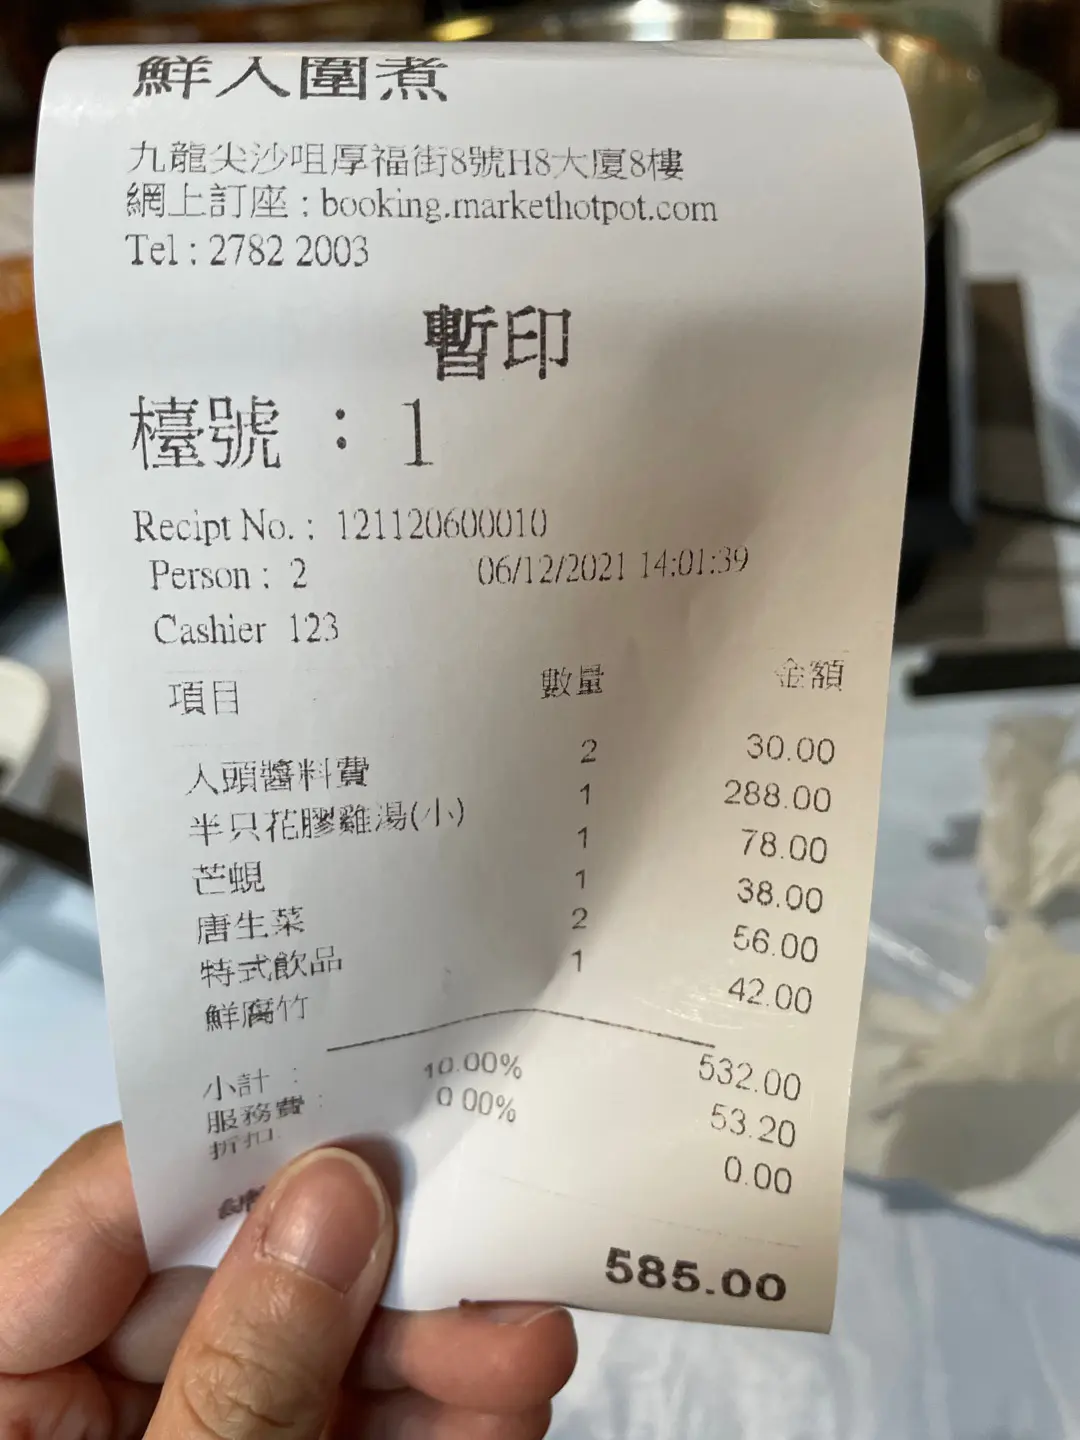 鮮入圍煮
九龍尖沙咀厚福街8號H8大廈8樓
網上訂座 : booking.markethotpot.com
Tel : 2782 2003
暫印
檯號 : 1
Recipt No. : 121120600010
Person : 2 06/12/2021 14:01:39
Cashier 123
項目 數量 金額
人頭醬料費 2 30.00
半只花膠雞湯(小) 1 288.00
芒蜆 1 78.00
唐生菜 1 38.00
特式飲品 2 56.00
鮮腐竹 1 42.00
小計 : 532.00
服務費 : 10.00% 53.20
折扣 0.00% 0.00
585.00